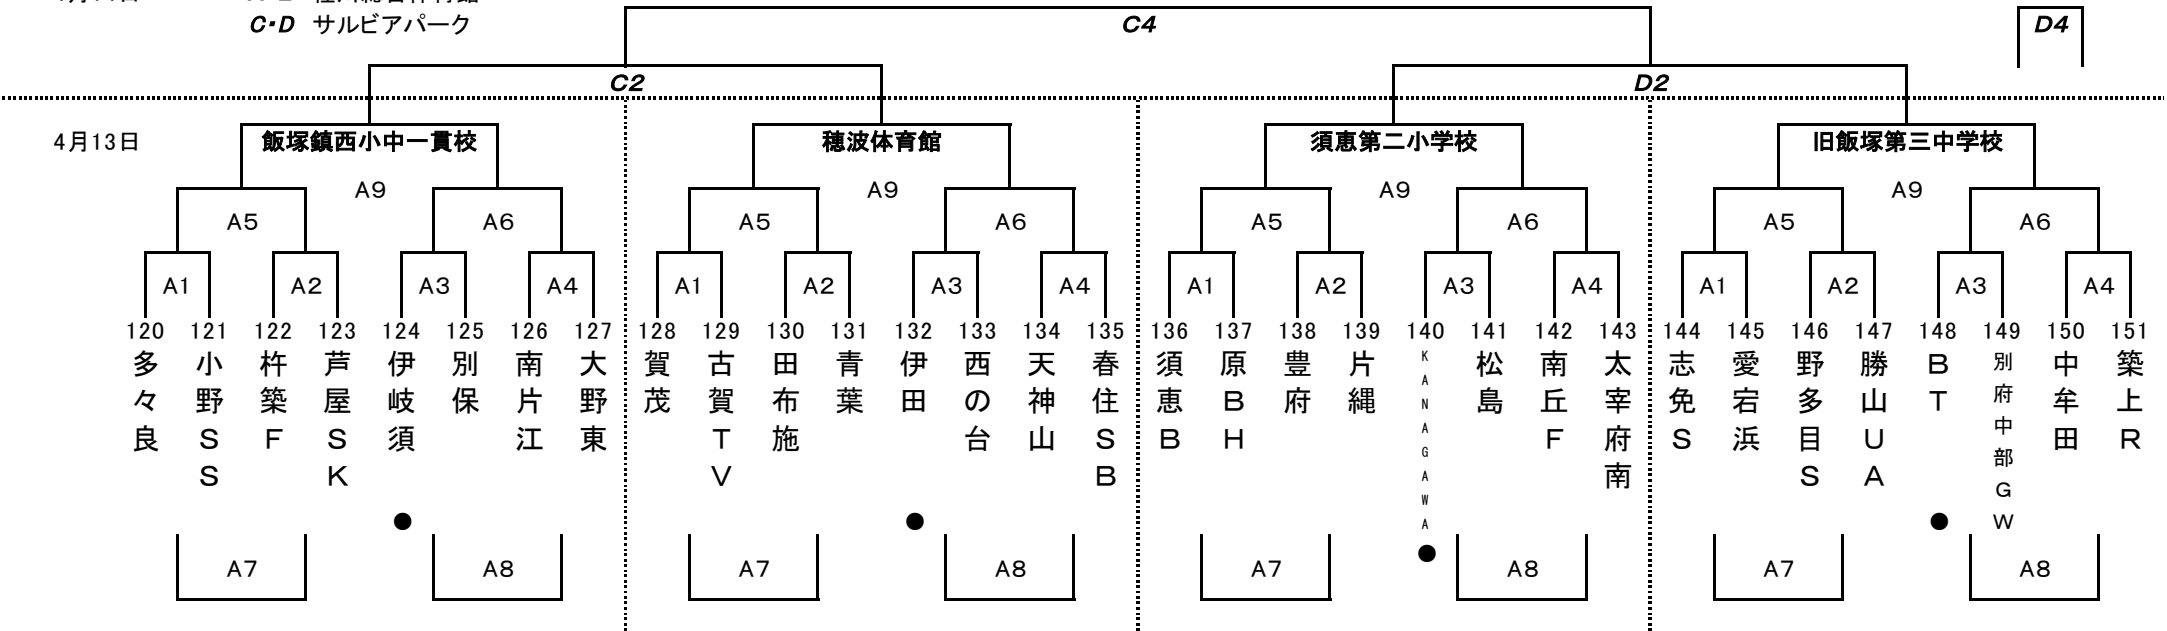 C・D サルビアパーク
C4
D4
C2
D2
4月13日
飯塚鎮西小中一貫校
穂波体育館
須恵第二小学校
旧飯塚第三中学校
A9 A9 A9 A9
A5 A6 A5 A6 A5 A6 A5 A6
A1 A2 A3 A4 A1 A2 A3 A4 A1 A2 A3 A4 A1 A2 A3 A4
120 多々良
121 小野SS
122 杵築F
123 芦屋SK
124 伊岐須 ●
125 別保
126 南片江
127 大野東
128 賀茂
129 古賀TV
130 田布施
131 青葉
132 伊田 ●
133 西の台
134 天神山
135 春住SB
136 須恵B
137 原BH
138 豊府
139 片縄
140 KANAGAWA ●
141 松島
142 南丘F
143 太宰府南
144 志免S
145 愛宕浜
146 野多目S
147 勝山UA
148 BT ●
149 別府中部GW
150 中牟田
151 築上R
A7 A8 A7 A8 A7 A8 A7 A8